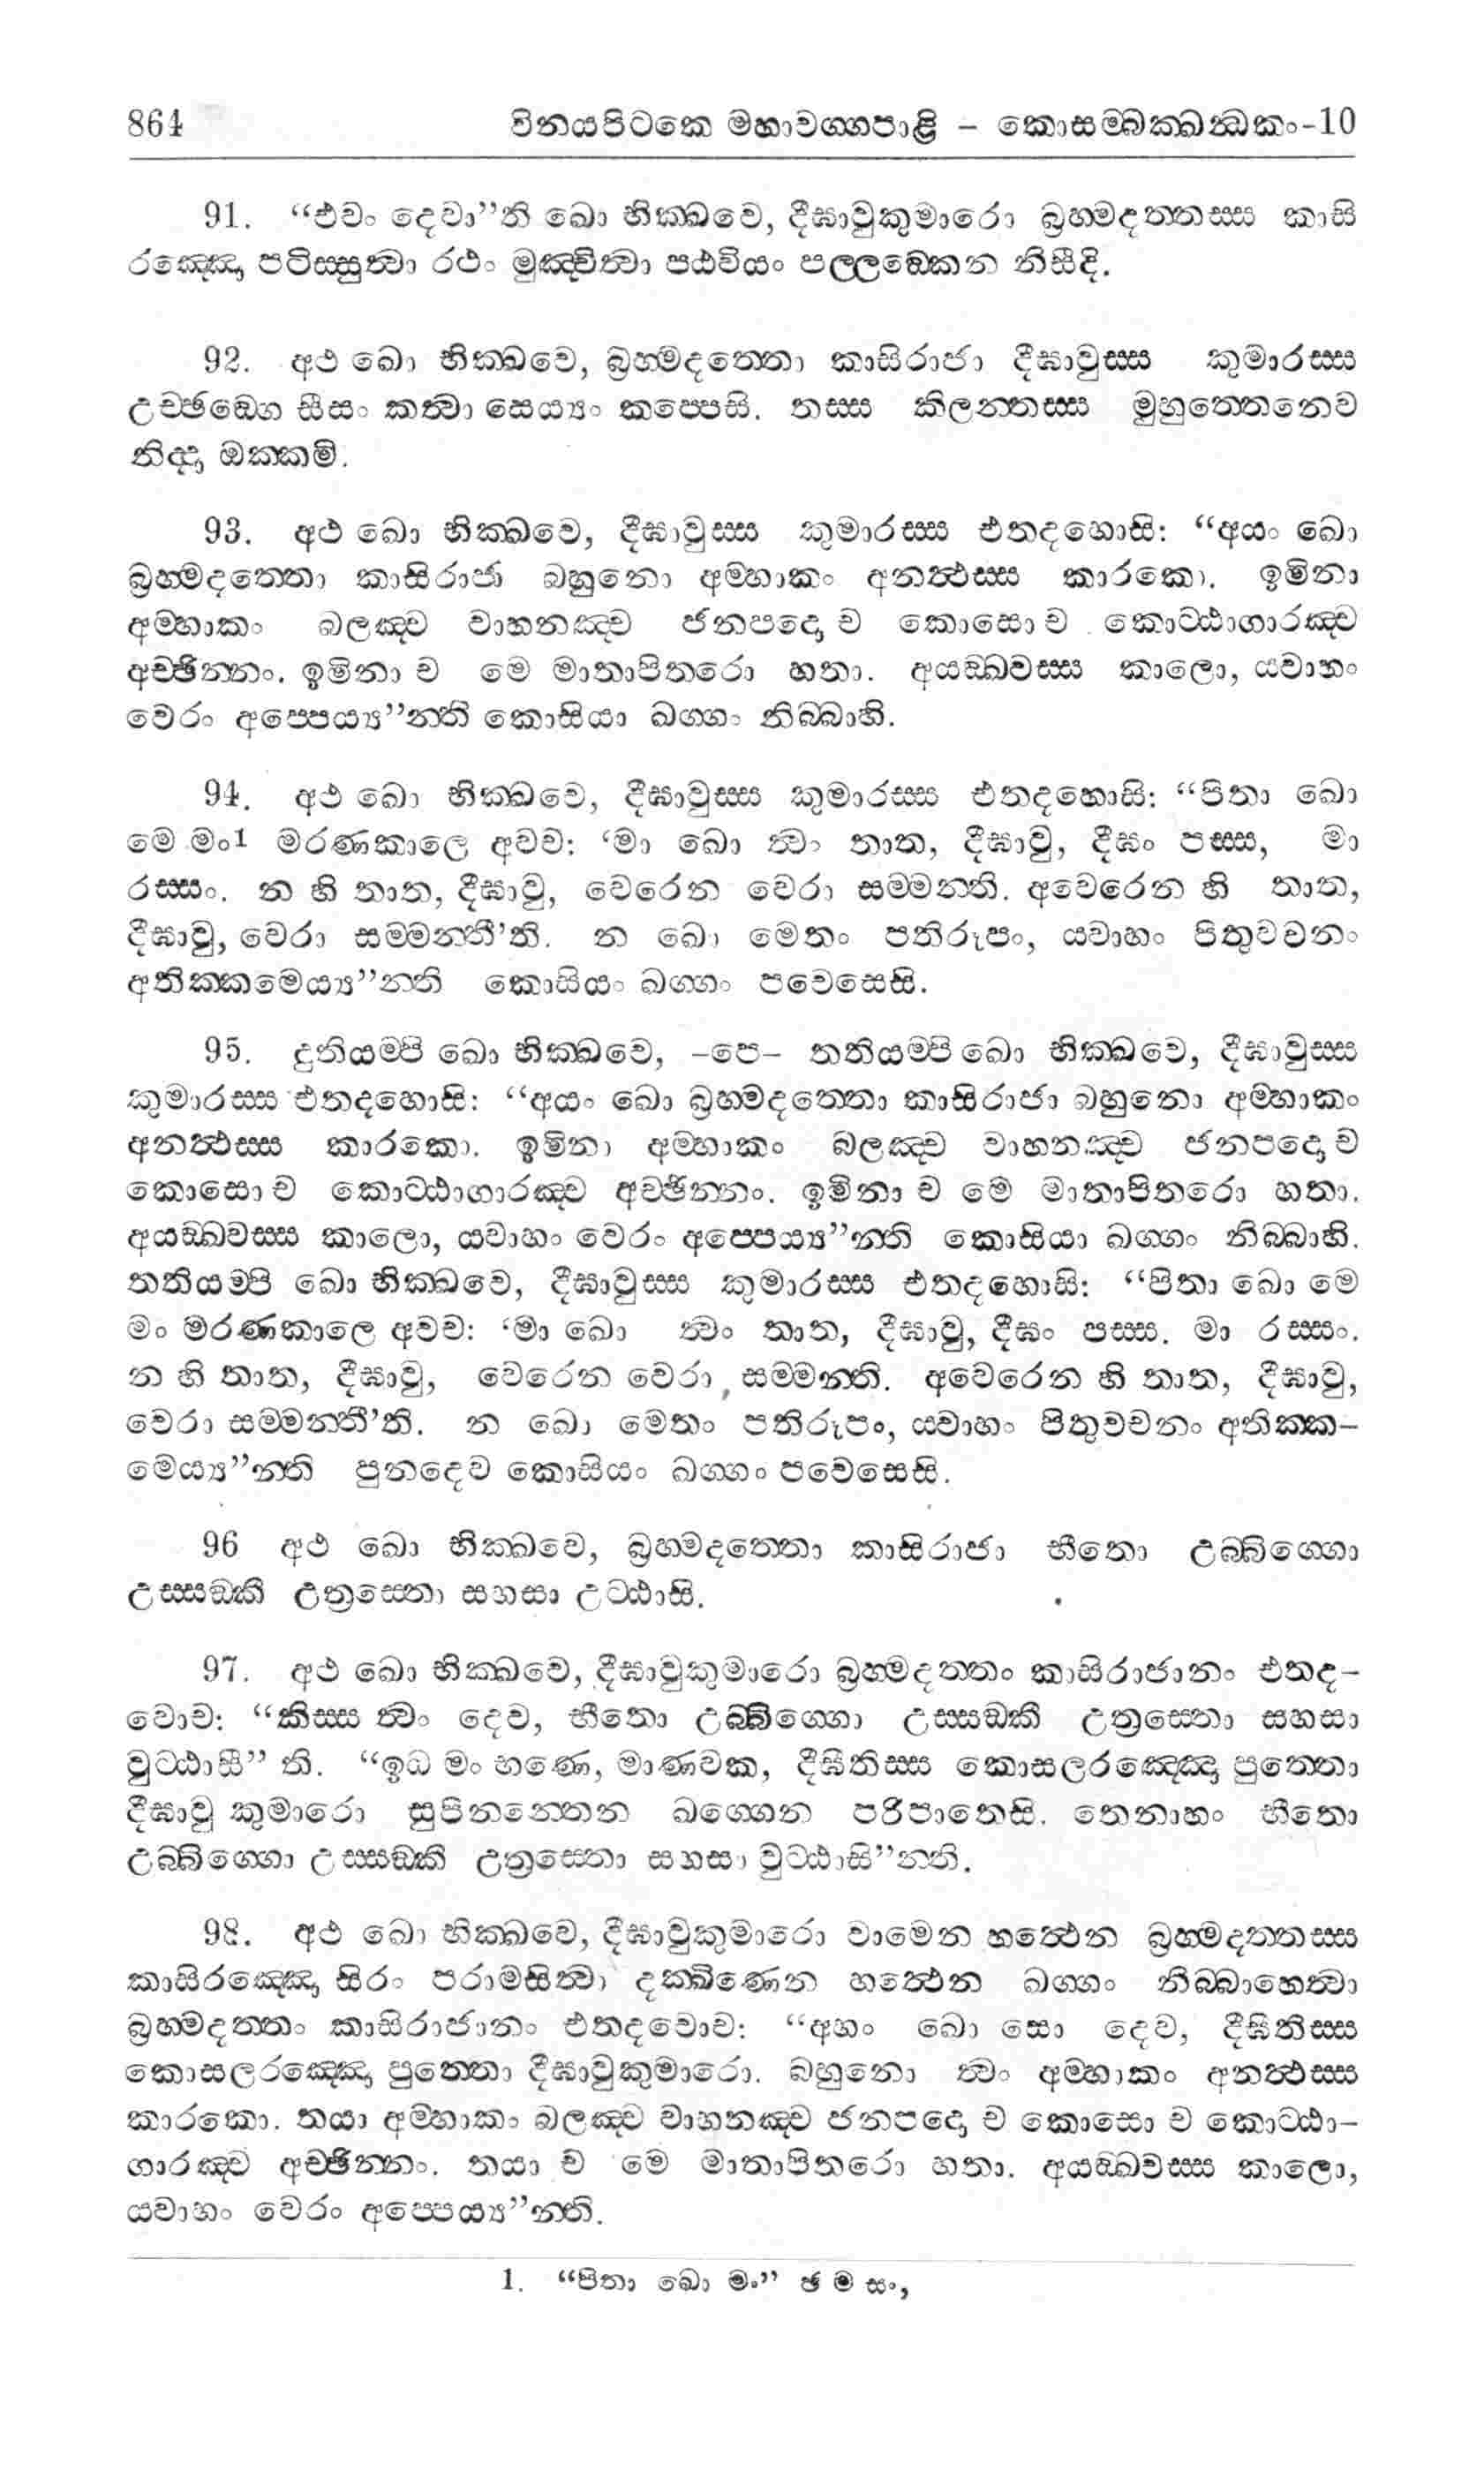 864 විනයපිටකෙ මහාවග්ගපාළි – කොසම්බක්ඛන්ධකං-10
91. “එවං දෙවා”ති ඛො භික්ඛවෙ, දීඝාවුකුමාරො බ්‍රහ්මදත්තස්ස කාසි
රඤ්ඤො පටිස්සුත්වා රථං මුඤ්චිත්වා පඨවියං පල්ලඞ්කෙන නිසීදි.
92. අථ ඛො භික්ඛවෙ, බ්‍රහ්මදත්තො කාසිරාජා දීඝාවුස්ස කුමාරස්ස
උච්ඡඞ්ගෙ සීසං කත්වා සෙය්‍යං කප්පෙසි. තස්ස කිලන්තස්ස මුහුත්තෙනෙව
නිද්දා ඔක්කමි.
93. අථ ඛො භික්ඛවෙ, දීඝාවුස්ස කුමාරස්ස එතදහොසි: “අයං ඛො
බ්‍රහ්මදත්තො කාසිරාජා බහුනො අම්හාකං අනත්ථස්ස කාරකො. ඉමිනා
අම්හාකං බලඤ්ච වාහනඤ්ච ජනපදො ච කොසො ච කොට්ඨාගාරඤ්ච
අච්ඡින්නං. ඉමිනා ච මෙ මාතාපිතරො හතා. අයඞ්ඛ්වස්ස කාලො, යවාහං
වෙරං අප්පෙය්‍ය”න්ති කොසියා ඛග්ගං නිබ්බාහි.
94. අථ ඛො භික්ඛවෙ, දීඝාවුස්ස කුමාරස්ස එතදහොසි: “පිතා ඛො
මෙ මං1 මරණකාලෙ අවච: ‘මා ඛො ත්වං තාත, දීඝාවු, දීඝං පස්ස, මා
රස්සං. න හි තාත, දීඝාවු, වෙරෙන වෙරා සම්මන්ති. අවෙරෙන හි තාත,
දීඝාවු, වෙරා සම්මන්තී’ති. න ඛො මෙතං පතිරූපං, යවාහං පිතුවචනං
අතික්කමෙය්‍ය”න්ති කොසියං ඛග්ගං පවෙසෙසි.
95. දුතියම්පි ඛො භික්ඛවෙ, –පෙ– තතියම්පි ඛො භික්ඛවෙ, දීඝාවුස්ස
කුමාරස්ස එතදහොසි: “අයං ඛො බ්‍රහ්මදත්තො කාසිරාජා බහුනො අම්හාකං
අනත්ථස්ස කාරකො. ඉමිනා අම්හාකං බලඤ්ච වාහනඤ්ච ජනපදො ච
කොසො ච කොට්ඨාගාරඤ්ච අච්ඡින්නං. ඉමිනා ච මෙ මාතාපිතරො හතා.
අයඞ්ඛ්වස්ස කාලො, යවාහං වෙරං අප්පෙය්‍ය”න්ති කොසියා ඛග්ගං නිබ්බාහි.
තතියම්පි ඛො භික්ඛවෙ, දීඝාවුස්ස කුමාරස්ස එතදහොසි: “පිතා ඛො මෙ
මං මරණකාලෙ අවච: ‘මා ඛො ත්වං තාත, දීඝාවු, දීඝං පස්ස. මා රස්සං.
න හි තාත, දීඝාවු, වෙරෙන වෙරා සම්මන්ති. අවෙරෙන හි තාත, දීඝාවු,
වෙරා සම්මන්තී’ති. න ඛො මෙතං පතිරූපං, යවාහං පිතුවචනං අතික්ක–
මෙය්‍ය”න්ති පුනදෙව කොසියං ඛග්ගං පවෙසෙසි.
96 අථ ඛො භික්ඛවෙ, බ්‍රහ්මදත්තො කාසිරාජා භීතො උබ්බිග්ගො
උස්සඞ්කී උත්‍රස්තො සහසා උට්ඨාසි.
97. අථ ඛො භික්ඛවෙ, දීඝාවුකුමාරො බ්‍රහ්මදත්තං කාසිරාජානං එතද–
වොච: “කිස්ස ත්වං දෙව, භීතො උබ්බිග්ගො උස්සඞ්කී උත්‍රස්තො සහසා
වුට්ඨාසී” ති. “ඉධ මං භණෙ, මාණවක, දීඝීතිස්ස කොසලරඤ්ඤො පුත්තො
දීඝාවු කුමාරො සුපිනන්තෙන ඛග්ගෙන පරිපාතෙසි. තෙනාහං භීතො
උබ්බිග්ගො උස්සඞ්කී උත්‍රස්තො සහසා වුට්ඨාසි”න්ති.
98. අථ ඛො භික්ඛවෙ, දීඝාවුකුමාරො වාමෙන හත්ථෙන බ්‍රහ්මදත්තස්ස
කාසිරඤ්ඤො සිරං පරාමසිත්වා දක්ඛිණෙන හත්ථෙන ඛග්ගං නිබ්බාහෙත්වා
බ්‍රහ්මදත්තං කාසිරාජානං එතදවොච: “අහං ඛො සො දෙව, දීඝීතිස්ස
කොසලරඤ්ඤො පුත්තො දීඝාවුකුමාරො. බහුනො ත්වං අම්හාකං අනත්ථස්ස
කාරකො. තයා අම්හාකං බලඤ්ච වාහනඤ්ච ජනපදො ච කොසො ච කොට්ඨා–
ගාරඤ්ච අච්ඡින්නං. තයා ච මෙ මාතාපිතරො හතා. අයඞ්ඛ්වස්ස කාලො,
යවාහං වෙරං අප්පෙය්‍ය”න්ති.
1. “පිතා ඛො මං” ඡ ම සං,